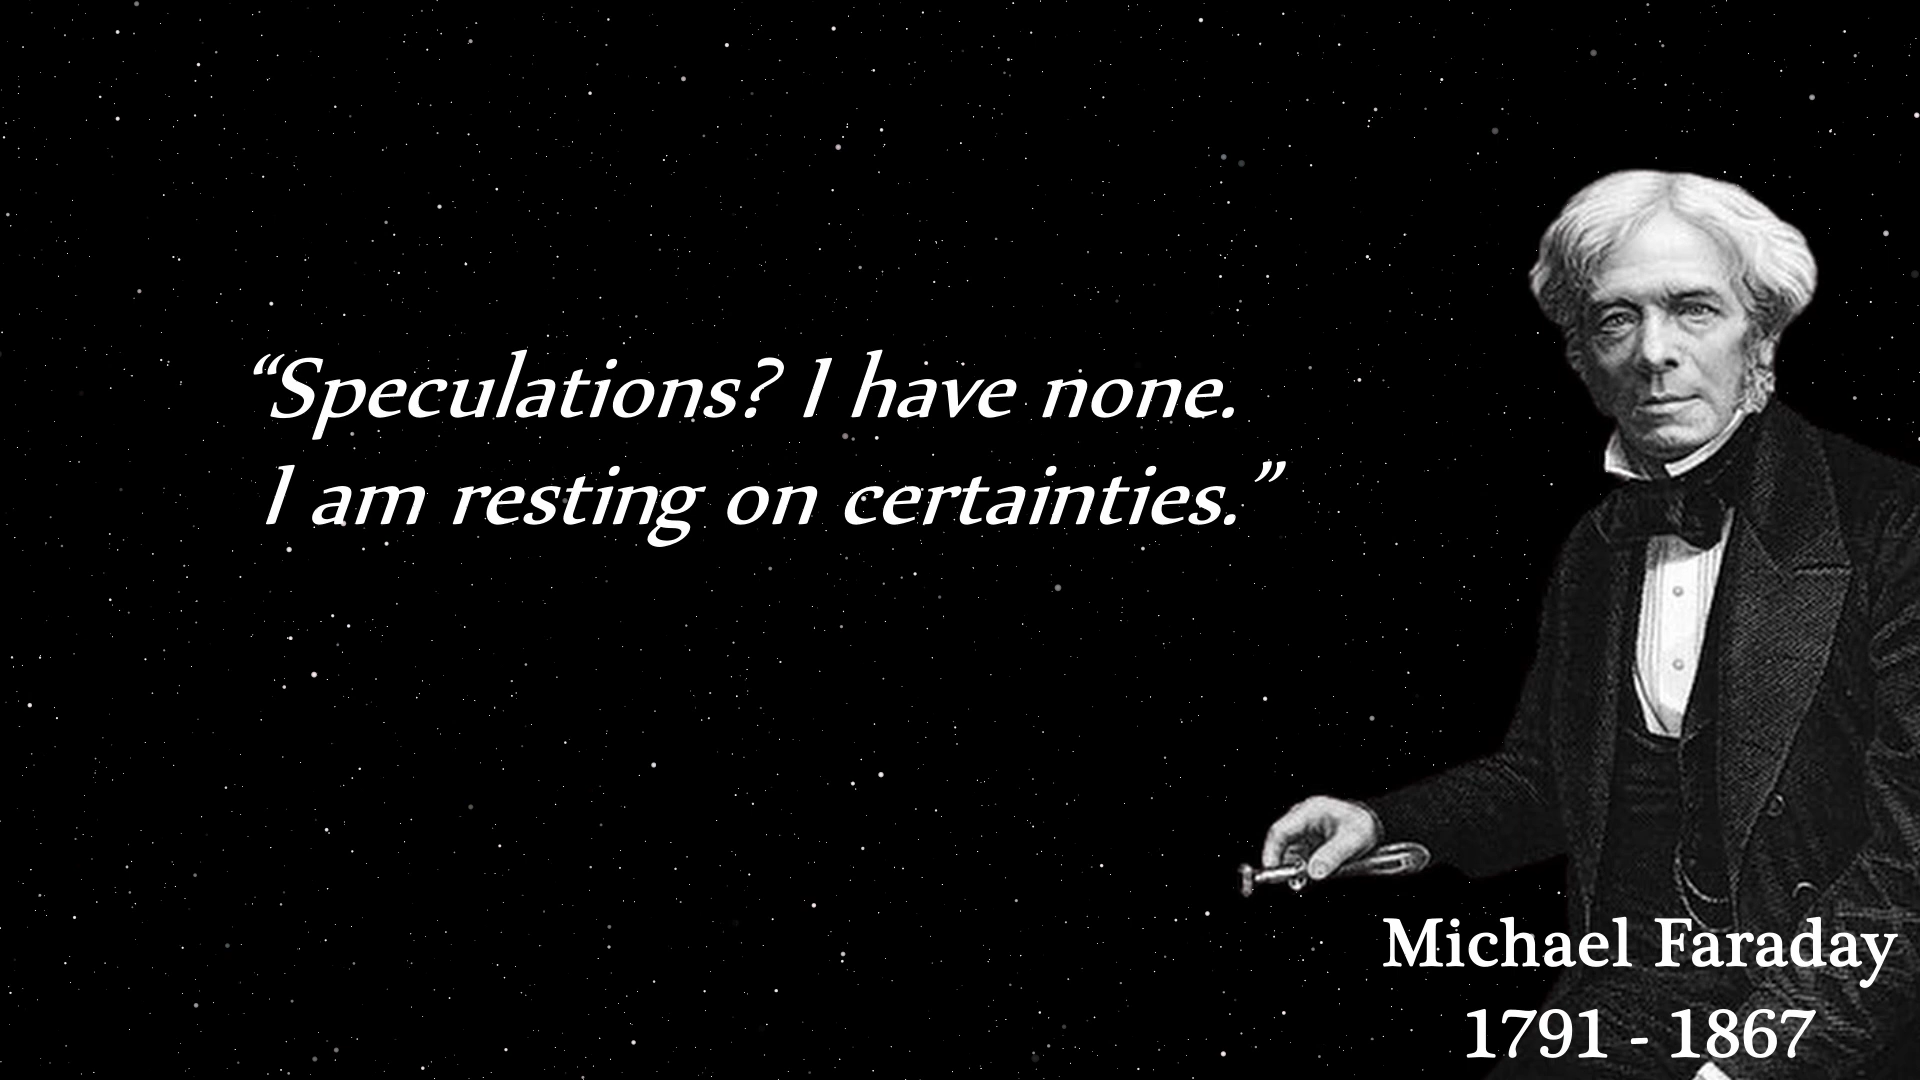 “Speculations? I have none.
I am resting on certainties.”
Michael Faraday
1791 - 1867